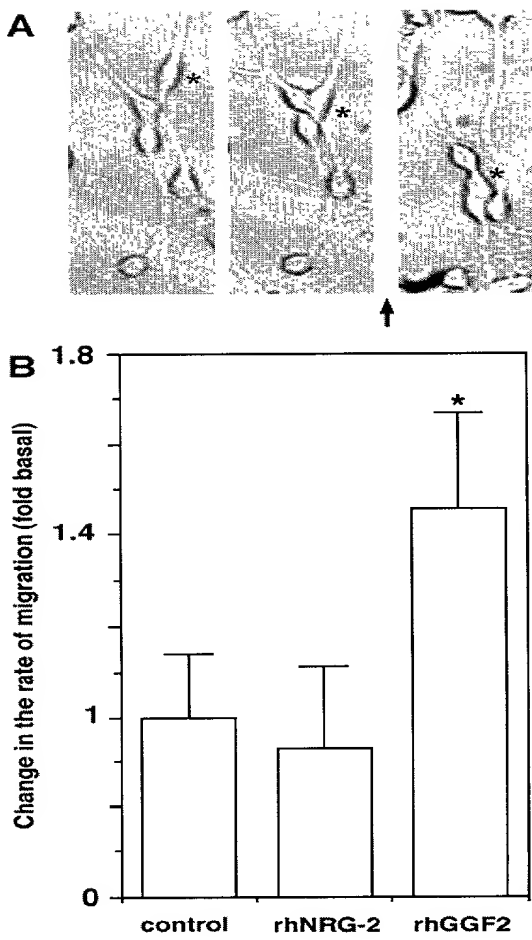 A
*
*
*
B
Change in the rate of migration (fold basal)
1.8
1.4
1
0
*
control rhNRG-2 rhGGF2